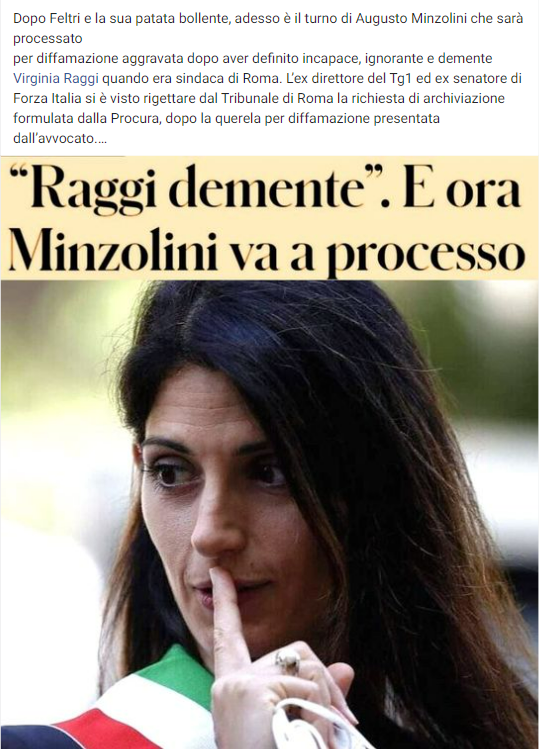 Dopo Feltri e la sua patata bollente, adesso è il turno di Augusto Minzolini che sarà
processato
per diffamazione aggravata dopo aver definito incapace, ignorante e demente
Virginia Raggi quando era sindaca di Roma. L'ex direttore del Tg1 ed ex senatore di
Forza Italia si è visto rigettare dal Tribunale di Roma la richiesta di archiviazione
formulata dalla Procura, dopo la querela per diffamazione presentata
dall'avvocato....
“Raggi demente”. E ora
Minzolini va a processo